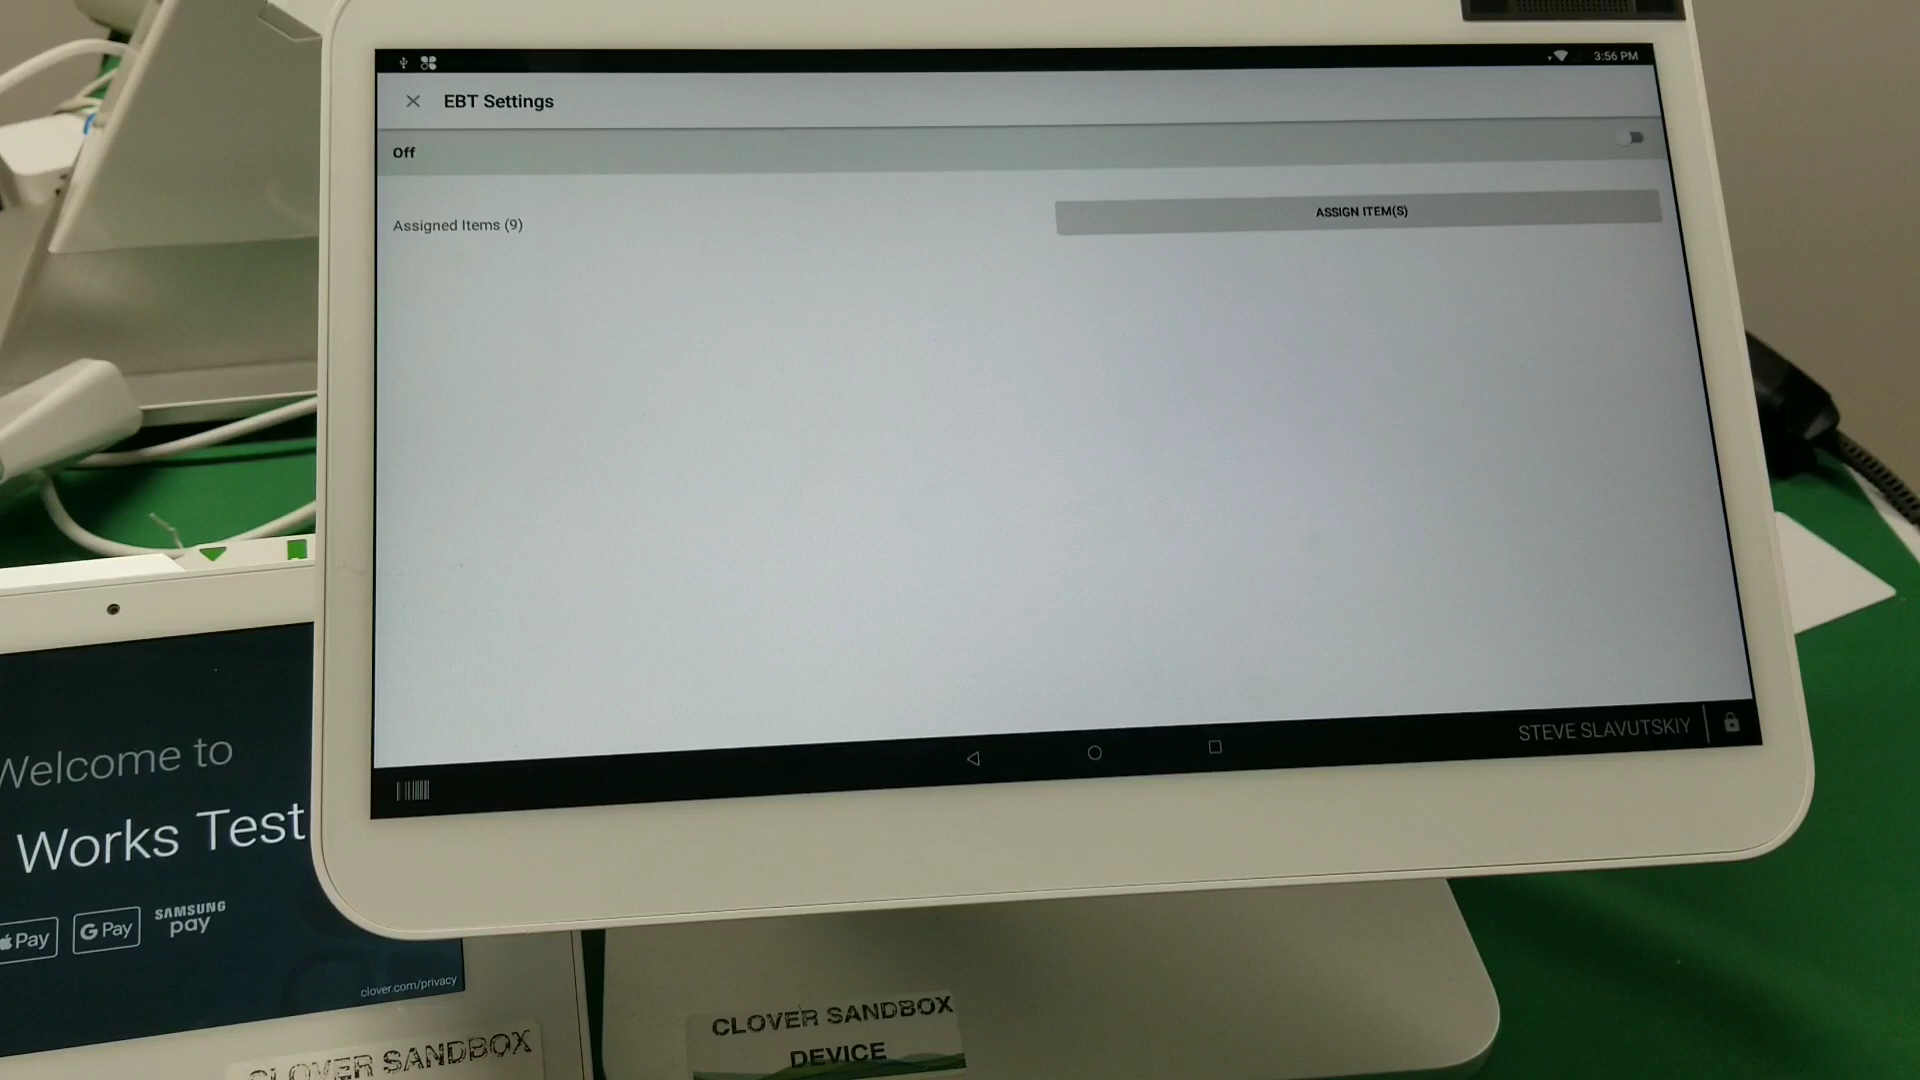 3:56 PM
EBT Settings
Off
Assigned Items (9)
ASSIGN ITEM(S)
STEVE SLAVUTSKIY
Welcome to
Works Test
Pay
G Pay
SAMSUNG
pay
clover.com/privacy
CLOVER SANDBOX
CLOVER SANDBOX
DEVICE